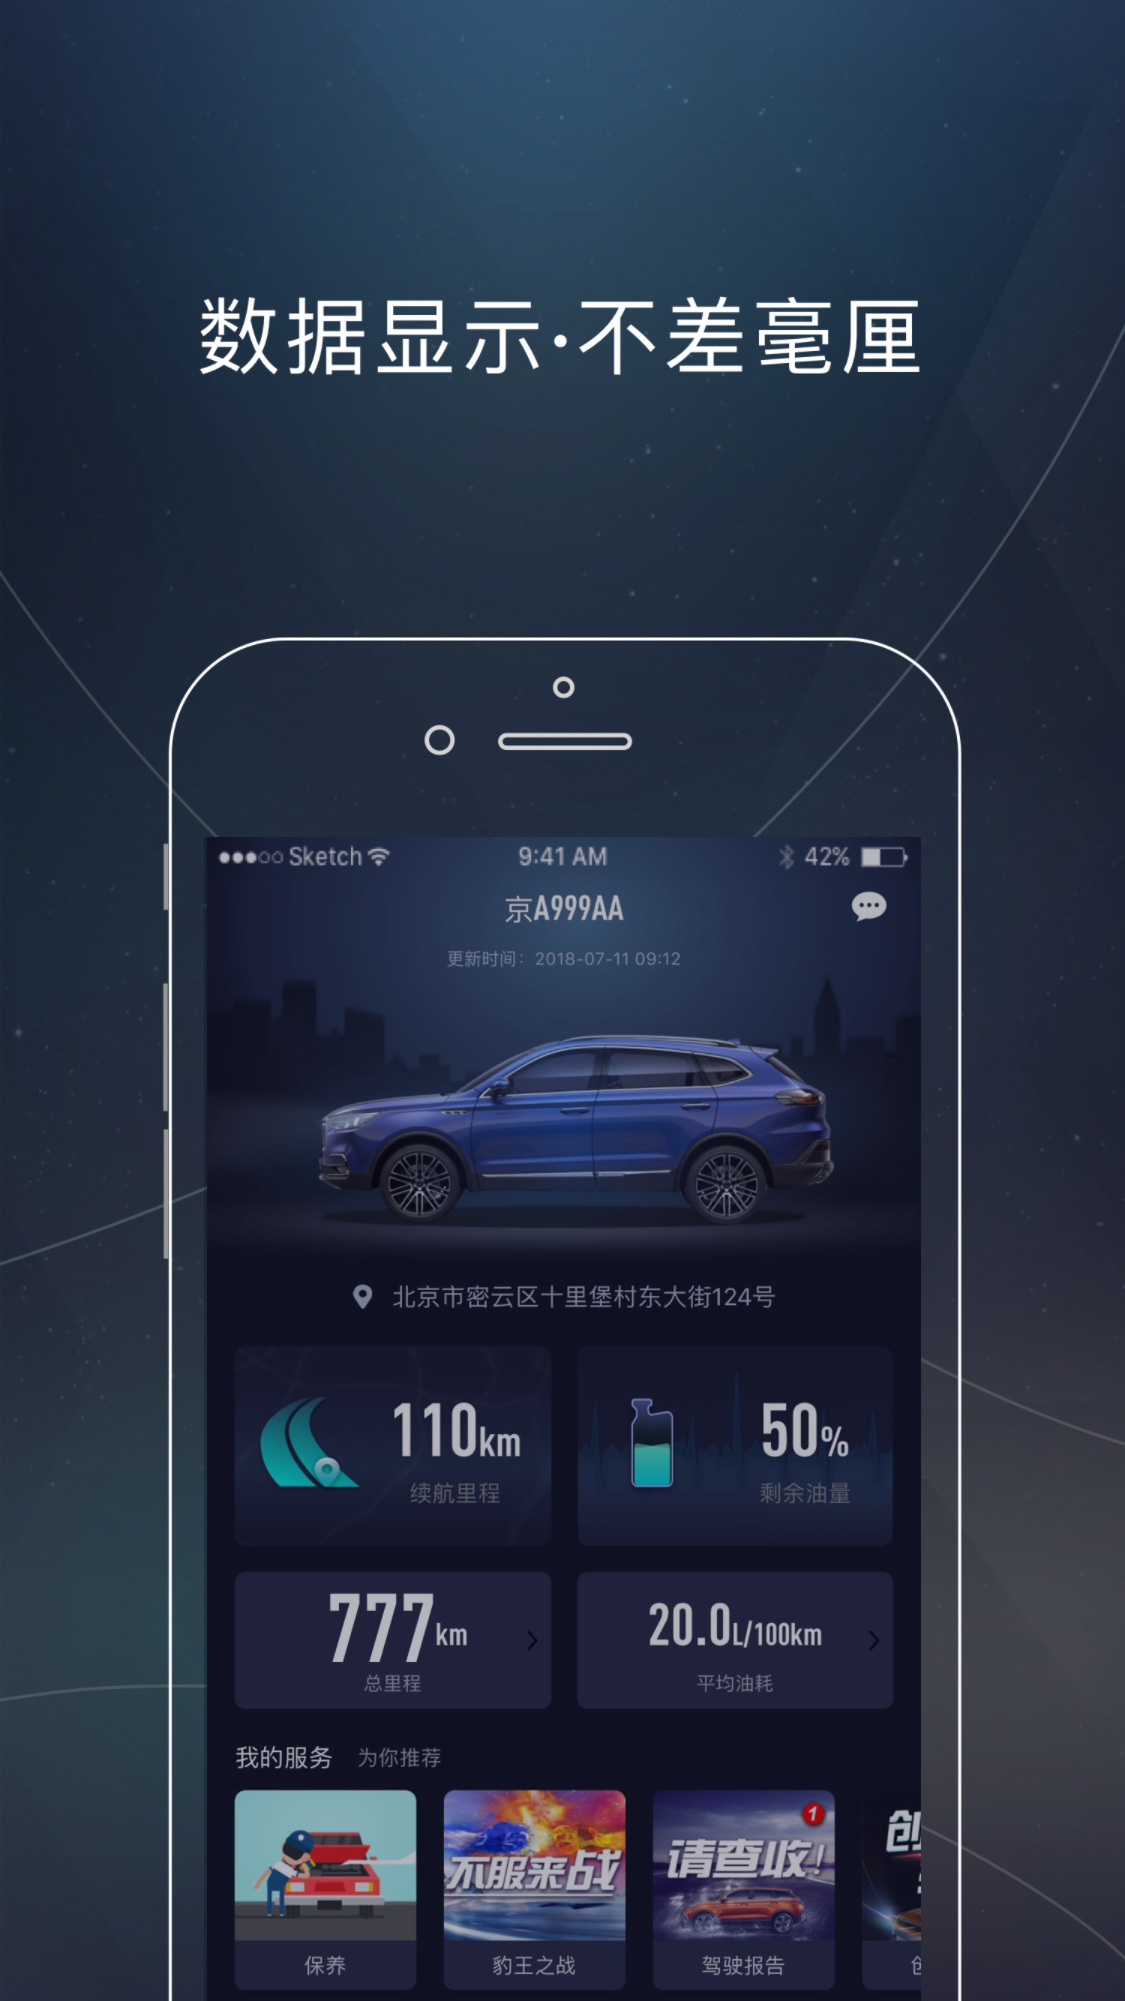 数据显示·不差毫厘
Sketch 9:41 AM 42%
京A999AA
更新时间：2018-07-11 09:12
北京市密云区十里堡村东大街124号
110km
续航里程
50%
剩余油量
777km
总里程
20.0L/100km
平均油耗
我的服务 为你推荐
不服来战
请查收!
1
创
保养
豹王之战
驾驶报告